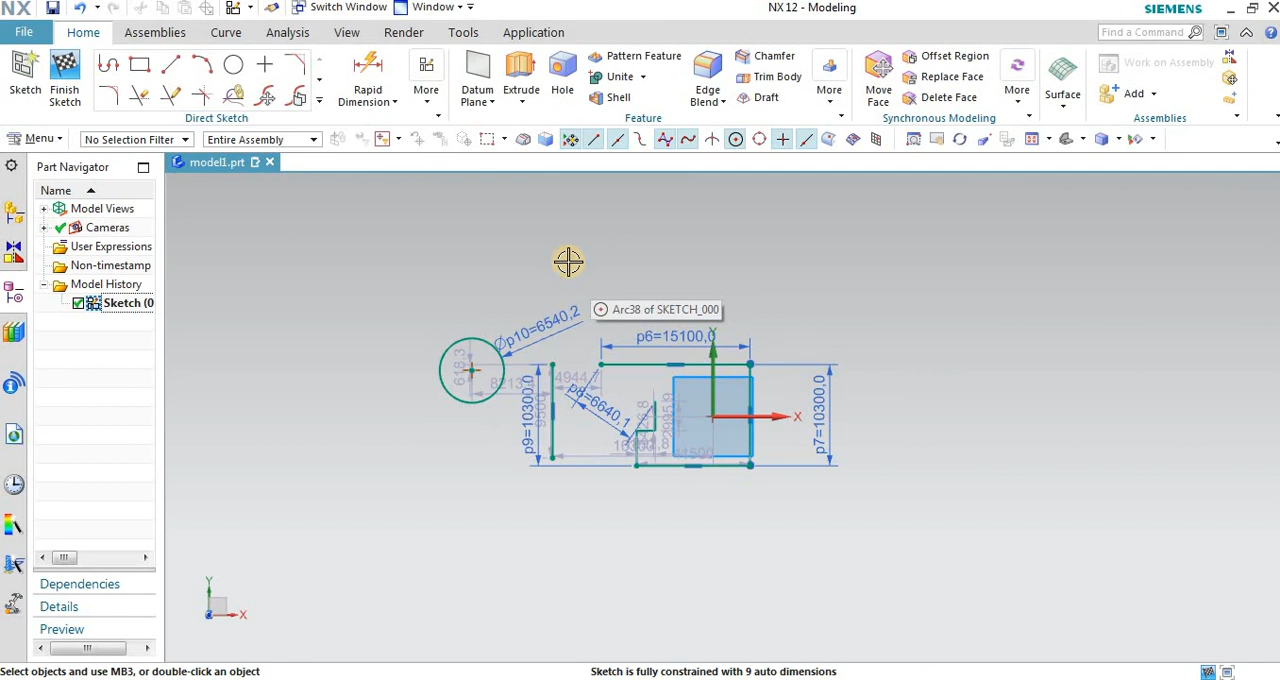 NX
Switch Window
Window
NX 12 - Modeling
SIEMENS
File
Home
Assemblies
Curve
Analysis
View
Render
Tools
Application
Find a Command
Sketch
Finish Sketch
Rapid Dimension
More
Direct Sketch
Datum Plane
Extrude
Hole
Pattern Feature
Unite
Shell
Edge Blend
Chamfer
Trim Body
Draft
More
Feature
Move Face
Offset Region
Replace Face
Delete Face
More
Synchronous Modeling
Surface
Work on Assembly
Add
Assemblies
Menu
No Selection Filter
Entire Assembly
Part Navigator
model1.prt
Name
Model Views
Cameras
User Expressions
Non-timestamp
Model History
Sketch (0
Dependencies
Details
Preview
Arc38 of SKETCH_000
Øp10=6540,2
p6=15100,0
Y
618,3
p9=10300,0
9500
p8=6640,1
X
p7=10300,0
Y
X
Select objects and use MB3, or double-click an object
Sketch is fully constrained with 9 auto dimensions